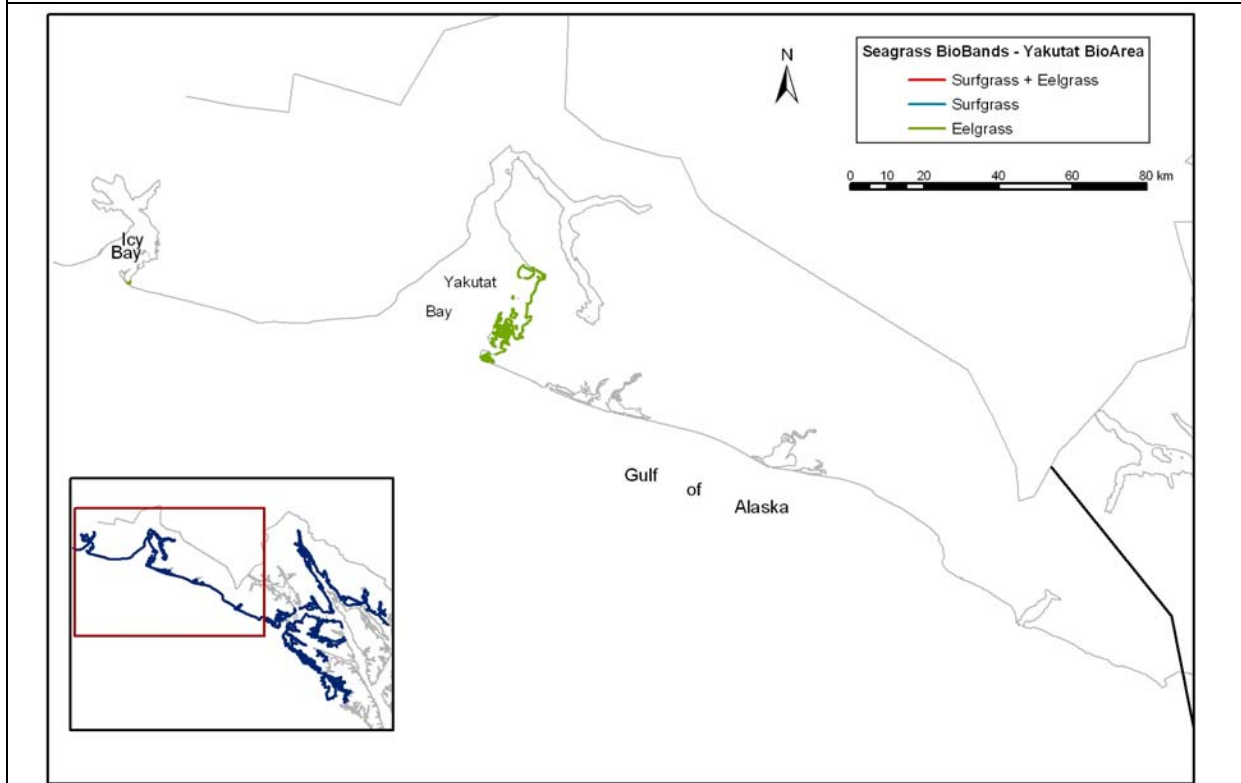 N
Seagrass BioBands - Yakutat BioArea
Surfgrass + Eelgrass
Surfgrass
Eelgrass
0 10 20 40 60 80 km
Icy
Bay
Yakutat
Bay
Gulf
of
Alaska